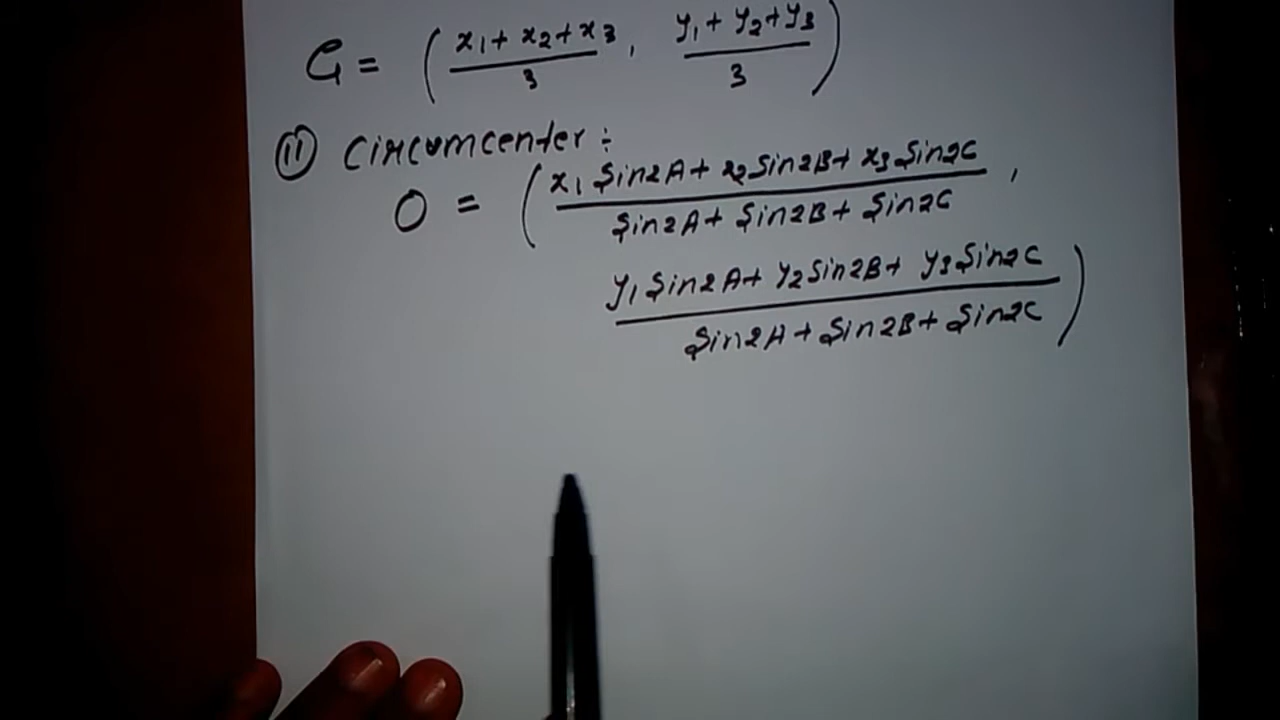 G = ( x₁ + x₂ + x₃ / 3 , y₁ + y₂ + y₃ / 3 )
(ii) Circumcenter :
O = ( x₁ Sin2A + x₂ Sin2B + x₃ Sin2C / Sin2A + Sin2B + Sin2C ,
y₁ Sin2A + y₂ Sin2B + y₃ Sin2C / Sin2A + Sin2B + Sin2C )